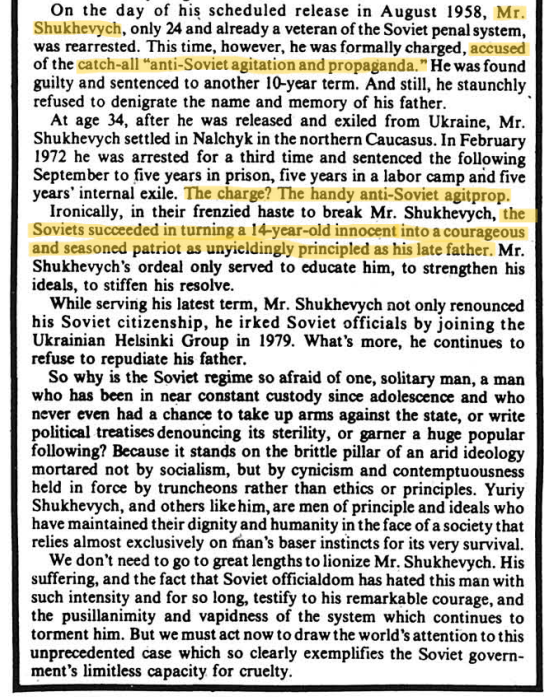 On the day of his scheduled release in August 1958, Mr.
Shukhevych, only 24 and already a veteran of the Soviet penal system,
was rearrested. This time, however, he was formally charged, accused
of the catch-all "anti-Soviet agitation and propaganda." He was found
guilty and sentenced to another 10-year term. And still, he staunchly
refused to denigrate the name and memory of his father.
At age 34, after he was released and exiled from Ukraine, Mr.
Shukhevych settled in Nalchyk in the northern Caucasus. In February
1972 he was arrested for a third time and sentenced the following
September to five years in prison, five years in a labor camp and five
years' internal exile. The charge? The handy anti-Soviet agitprop.
Ironically, in their frenzied haste to break Mr. Shukhevych, the
Soviets succeeded in turning a 14-year-old innocent into a courageous
and seasoned patriot as unyieldingly principled as his late father. Mr.
Shukhevych's ordeal only served to educate him, to strengthen his
ideals, to stiffen his resolve.
While serving his latest term, Mr. Shukhevych not only renounced
his Soviet citizenship, he irked Soviet officials by joining the
Ukrainian Helsinki Group in 1979. What's more, he continues to
refuse to repudiate his father.
So why is the Soviet regime so afraid of one, solitary man, a man
who has been in near constant custody since adolescence and who
never even had a chance to take up arms against the state, or write
political treatises denouncing its sterility, or garner a huge popular
following? Because it stands on the brittle pillar of an arid ideology
mortared not by socialism, but by cynicism and contemptuousness
held in force by truncheons rather than ethics or principles. Yuriy
Shukhevych, and others like him, are men of principle and ideals who
have maintained their dignity and humanity in the face of a society that
relies almost exclusively on man's baser instincts for its very survival.
We don't need to go to great lengths to lionize Mr. Shukhevych. His
suffering, and the fact that Soviet officialdom has hated this man with
such intensity and for so long, testify to his remarkable courage, and
the pusillanimity and vapidness of the system which continues to
torment him. But we must act now to draw the world's attention to this
unprecedented case which so clearly exemplifies the Soviet govern-
ment's limitless capacity for cruelty.